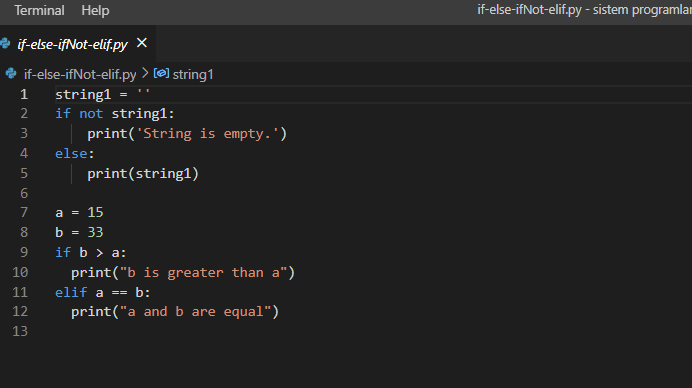 Terminal Help if-else-ifNot-elif.py - sistem programlar
if-else-ifNot-elif.py ×
if-else-ifNot-elif.py > string1
1 string1 = ''
2 if not string1:
3     print('String is empty.')
4 else:
5     print(string1)
6
7 a = 15
8 b = 33
9 if b > a:
10   print("b is greater than a")
11 elif a == b:
12   print("a and b are equal")
13